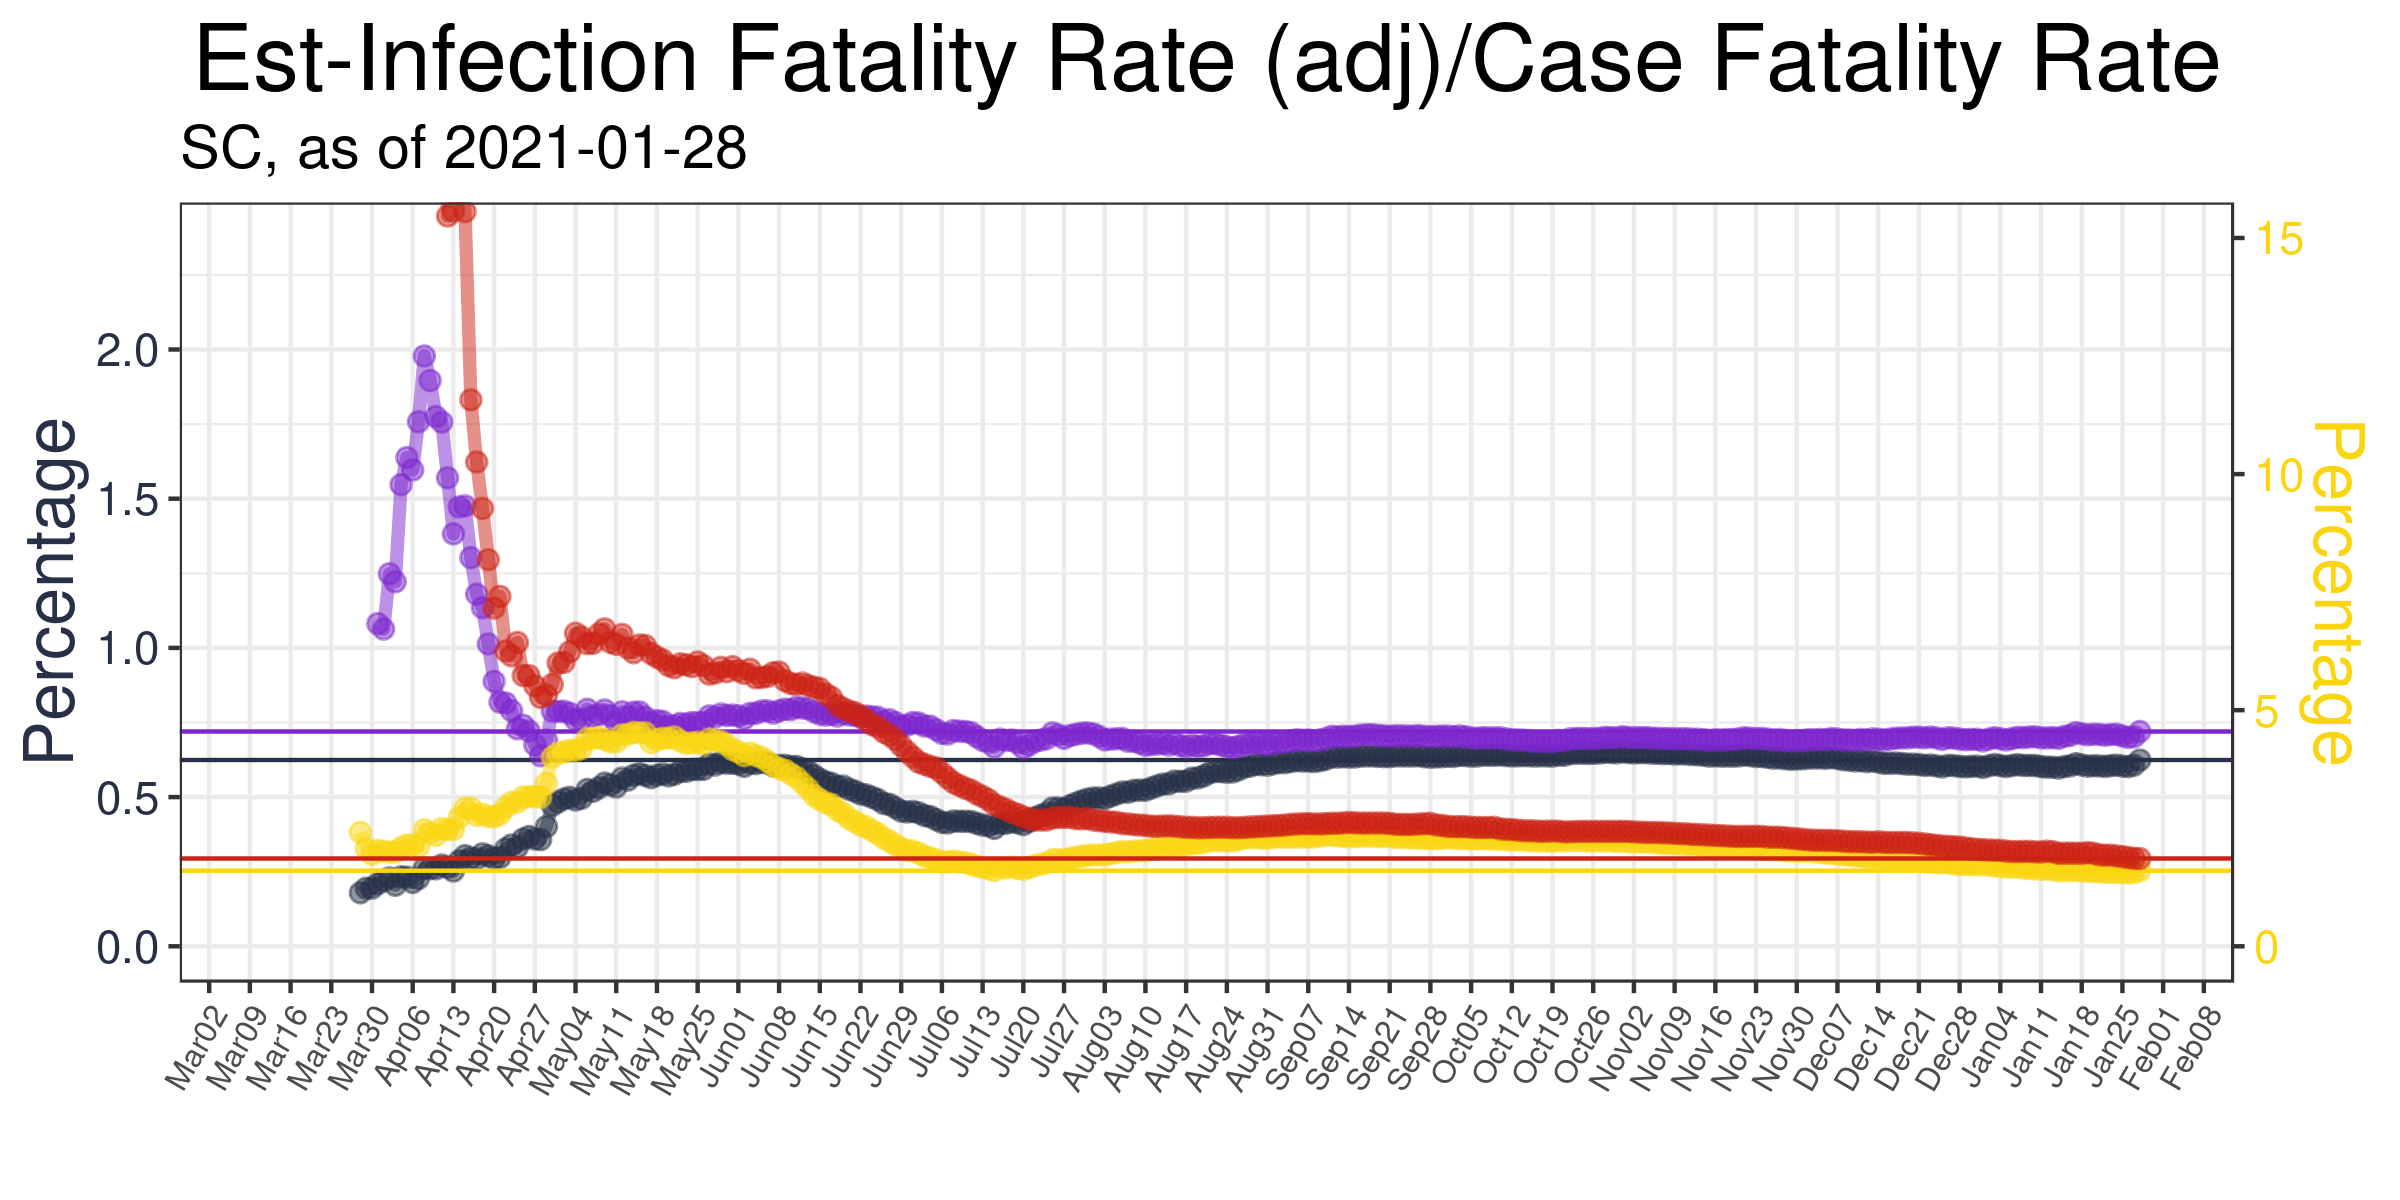 Est-Infection Fatality Rate (adj)/Case Fatality Rate
SC, as of 2021-01-28
Percentage
2.0
1.5
1.0
0.5
0.0
15
10
5
0
Percentage
Mar02
Mar09
Mar16
Mar23
Mar30
Apr06
Apr13
Apr20
Apr27
May04
May11
May18
May25
Jun01
Jun08
Jun15
Jun22
Jun29
Jul06
Jul13
Jul20
Jul27
Aug03
Aug10
Aug17
Aug24
Aug31
Sep07
Sep14
Sep21
Sep28
Oct05
Oct12
Oct19
Oct26
Nov02
Nov09
Nov16
Nov23
Nov30
Dec07
Dec14
Dec21
Dec28
Jan04
Jan11
Jan18
Jan25
Feb01
Feb08